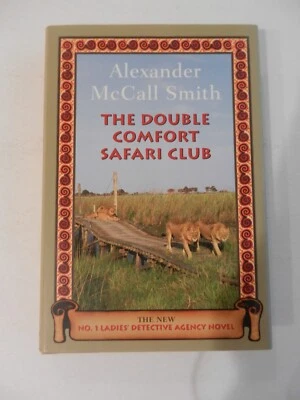 Alexander
McCall Smith
THE DOUBLE
COMFORT
SAFARI CLUB
THE NEW
NO. 1 LADIES' DETECTIVE AGENCY NOVEL